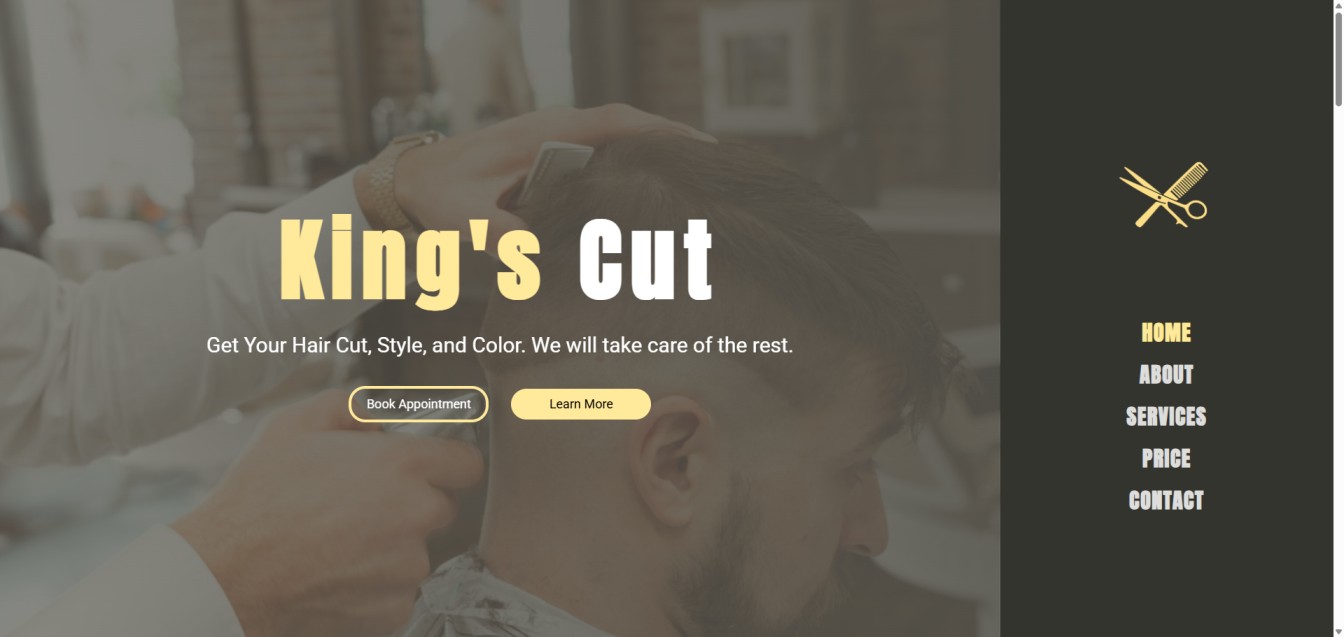 King's Cut
Get Your Hair Cut, Style, and Color. We will take care of the rest.
Book Appointment
Learn More
HOME
ABOUT
SERVICES
PRICE
CONTACT